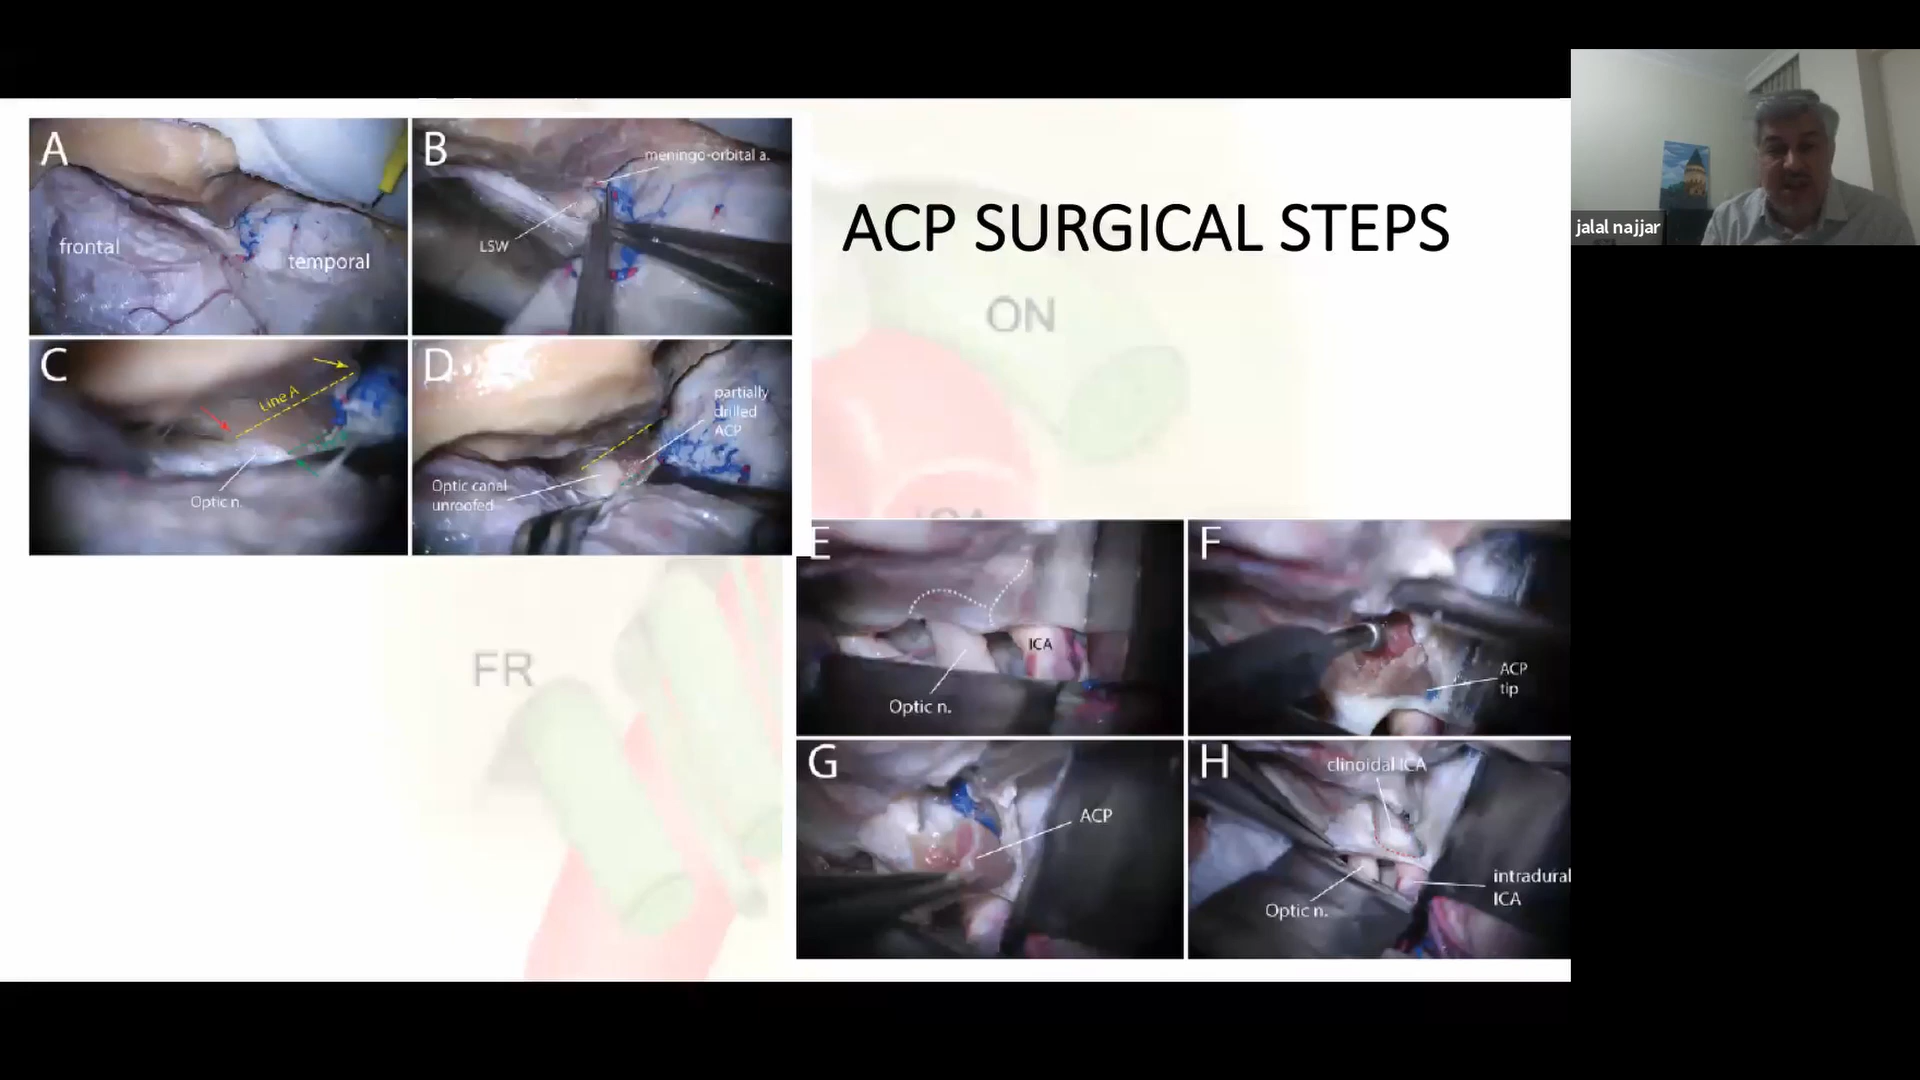 A
frontal
temporal
B
meningo-orbital a.
LSW
C
Line A
Optic n.
D
partially
drilled
ACP
Optic canal
unroofed
ACP SURGICAL STEPS
ON
ICA
FR
E
ICA
Optic n.
F
ACP
tip
G
ACP
H
clinoidal ICA
Optic n.
intradural
ICA
jalal najjar